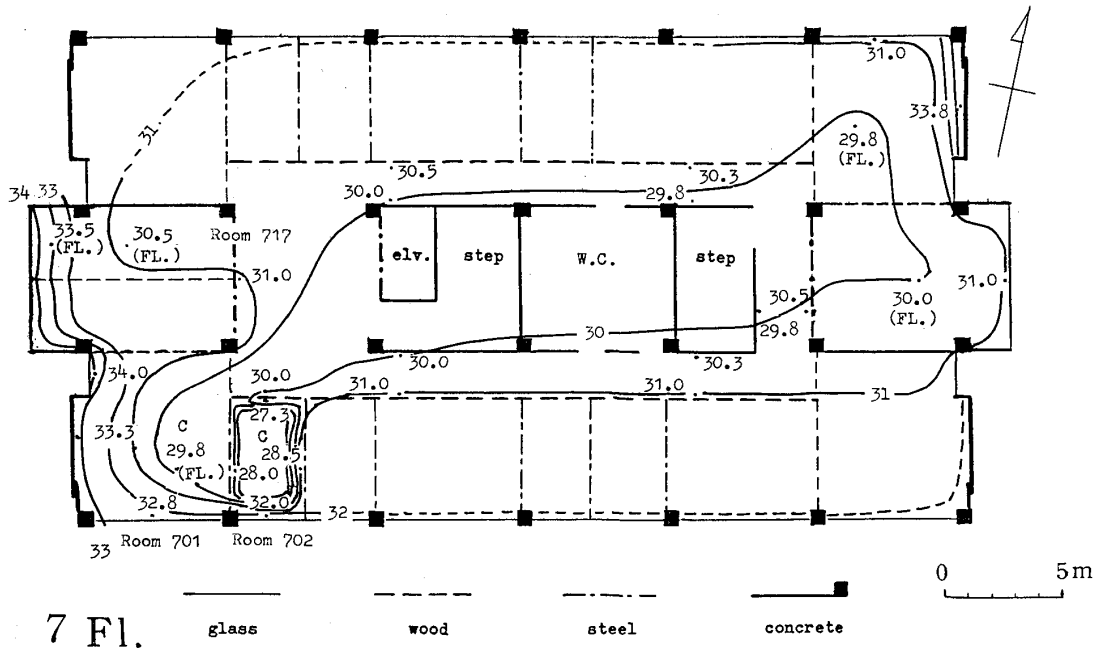 31.0
33.8
31
29.8
(FL.)
30.5
30.3
34 33
30.0
29.8
33.5
(FL.)
30.5
(FL.)
Room 717
elv.
step
W.C.
step
31.0
31.0
30.5
30.0
(FL.)
29.8
30
34.0
30.0
30.0
30.3
31.0
31.0
31
27.3
C
C
33.3
29.8
(FL.)
28.5
28.0
32.8
32.0
32
33
Room 701
Room 702
0 5m
7 Fl.
glass
wood
steel
concrete